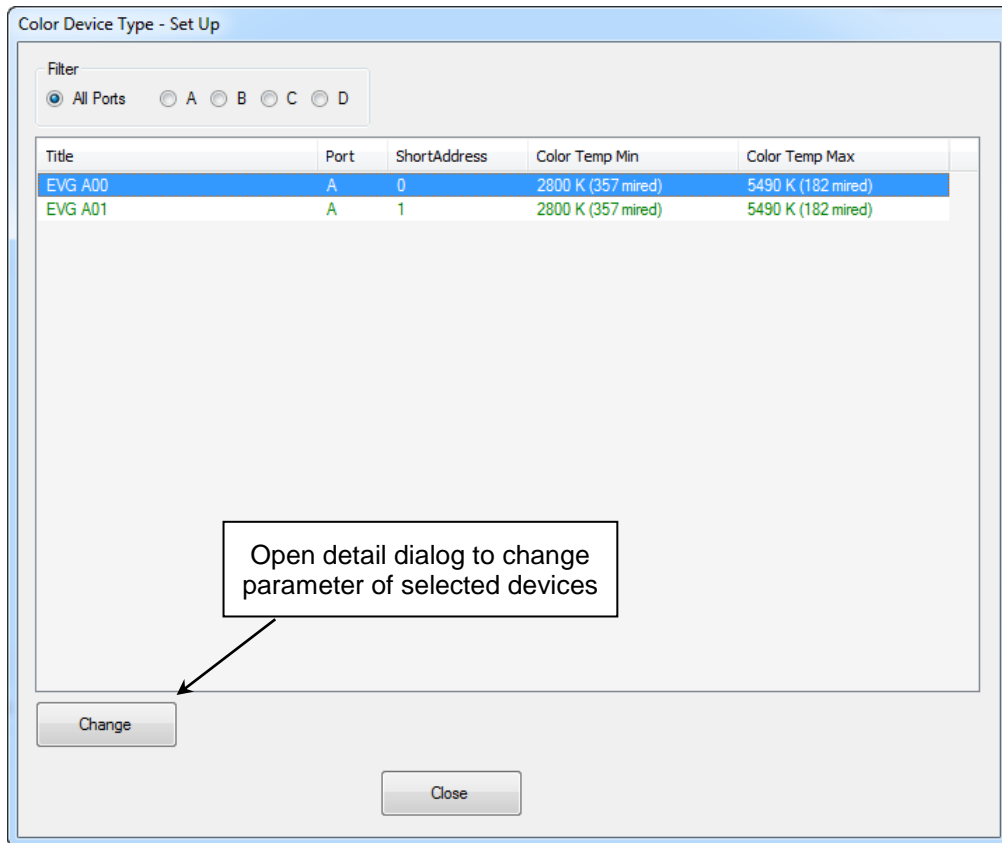 Color Device Type - Set Up
Filter
All Ports A B C D
Title Port ShortAddress Color Temp Min Color Temp Max
EVG A00 A 0 2800 K (357 mired) 5490 K (182 mired)
EVG A01 A 1 2800 K (357 mired) 5490 K (182 mired)
Open detail dialog to change
parameter of selected devices
Change
Close